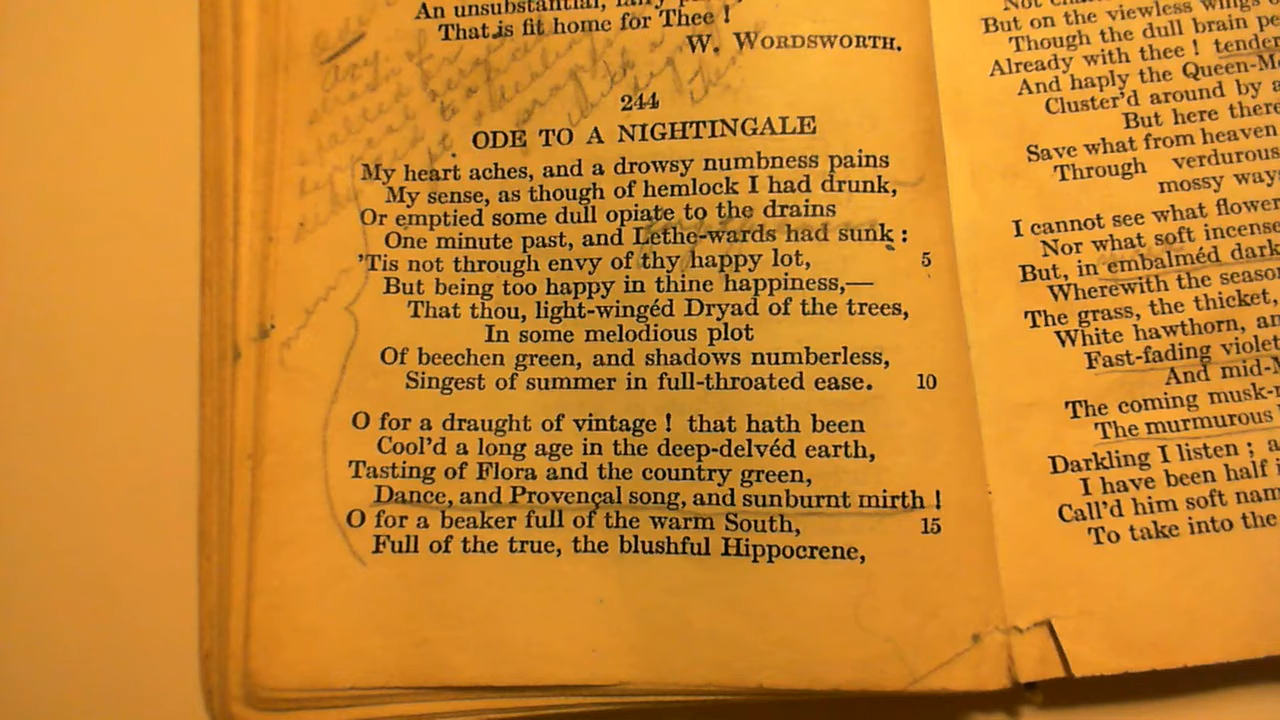 An unsubstantial,
That is fit home for Thee !
W. WORDSWORTH.
244
ODE TO A NIGHTINGALE
My heart aches, and a drowsy numbness pains
My sense, as though of hemlock I had drunk,
Or emptied some dull opiate to the drains
One minute past, and Lethe-wards had sunk :
'Tis not through envy of thy happy lot, 5
But being too happy in thine happiness,—
That thou, light-wingéd Dryad of the trees,
In some melodious plot
Of beechen green, and shadows numberless,
Singest of summer in full-throated ease. 10
O for a draught of vintage ! that hath been
Cool'd a long age in the deep-delvéd earth,
Tasting of Flora and the country green,
Dance, and Provençal song, and sunburnt mirth !
O for a beaker full of the warm South, 15
Full of the true, the blushful Hippocrene,
But on the viewless wings
Though the dull brain
Already with thee ! tender
And haply the Queen-
Cluster'd around by
But here there
Save what from heaven
Through verdurous
mossy
I cannot see what
Nor what soft incense
But, in embalméd
Wherewith the
The grass, the thicket,
White hawthorn,
Fast-fading
And mid-
The coming musk-
The murmurous
Darkling I listen ;
I have been half
Call'd him soft
To take into the